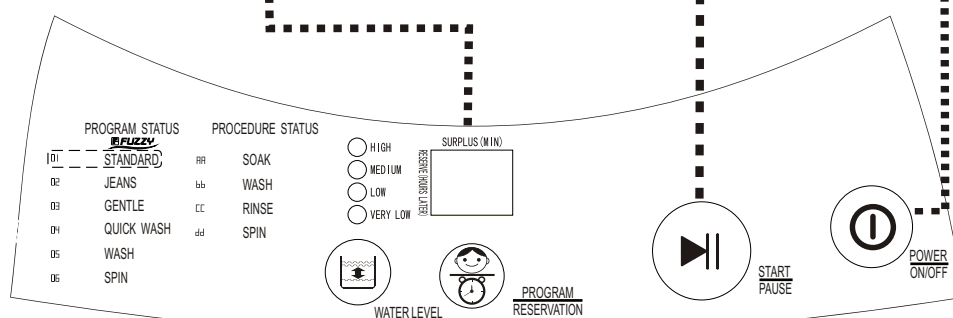 PROGRAM STATUS
FUZZY
01 STANDARD
02 JEANS
03 GENTLE
04 QUICK WASH
05 WASH
06 SPIN
PROCEDURE STATUS
AA SOAK
bb WASH
CC RINSE
dd SPIN
HIGH
MEDIUM
LOW
VERY LOW
SURPLUS(MIN)
RESERVE(HOURS LATER)
WATER LEVEL
PROGRAM
RESERVATION
START
PAUSE
POWER
ON/OFF